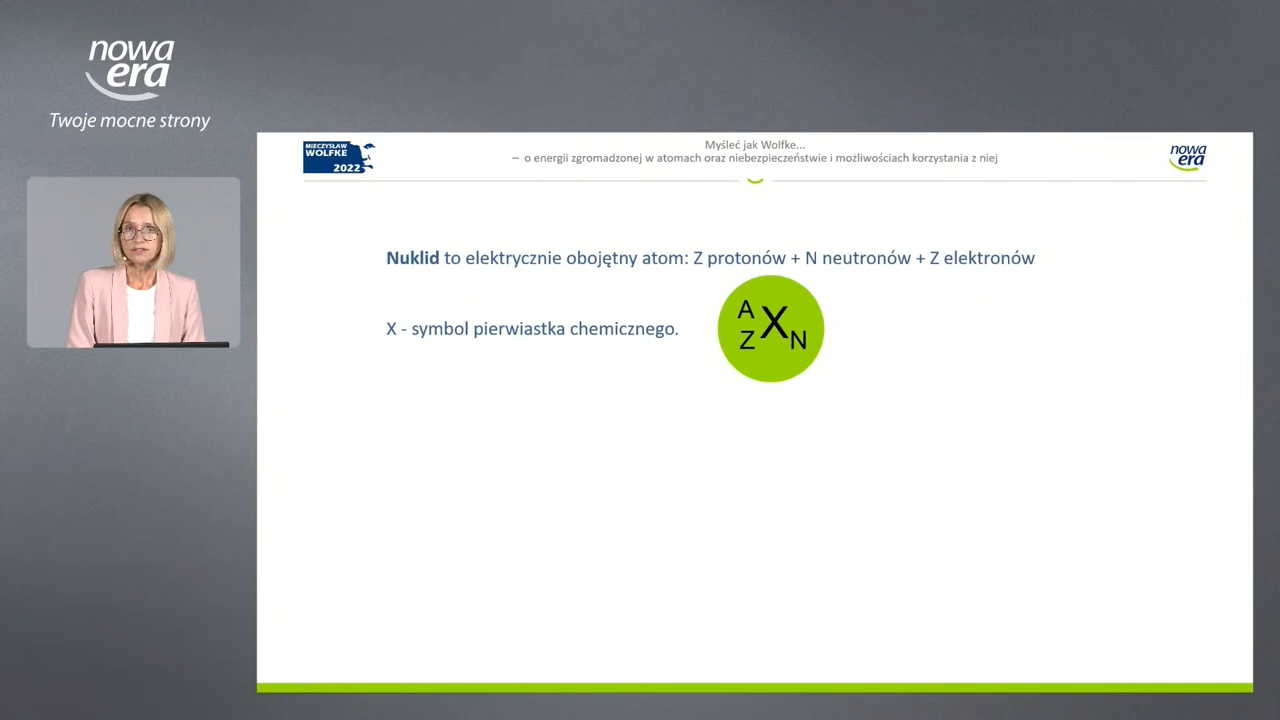 nowa
era
Twoje mocne strony
MIECZYSŁAW
WOLFKE
2022
Myśleć jak Wolfke...
– o energii zgromadzonej w atomach oraz niebezpieczeństwie i możliwościach korzystania z niej
nowa
era
Nuklid to elektrycznie obojętny atom: Z protonów + N neutronów + Z elektronów
X - symbol pierwiastka chemicznego.
A
Z X N